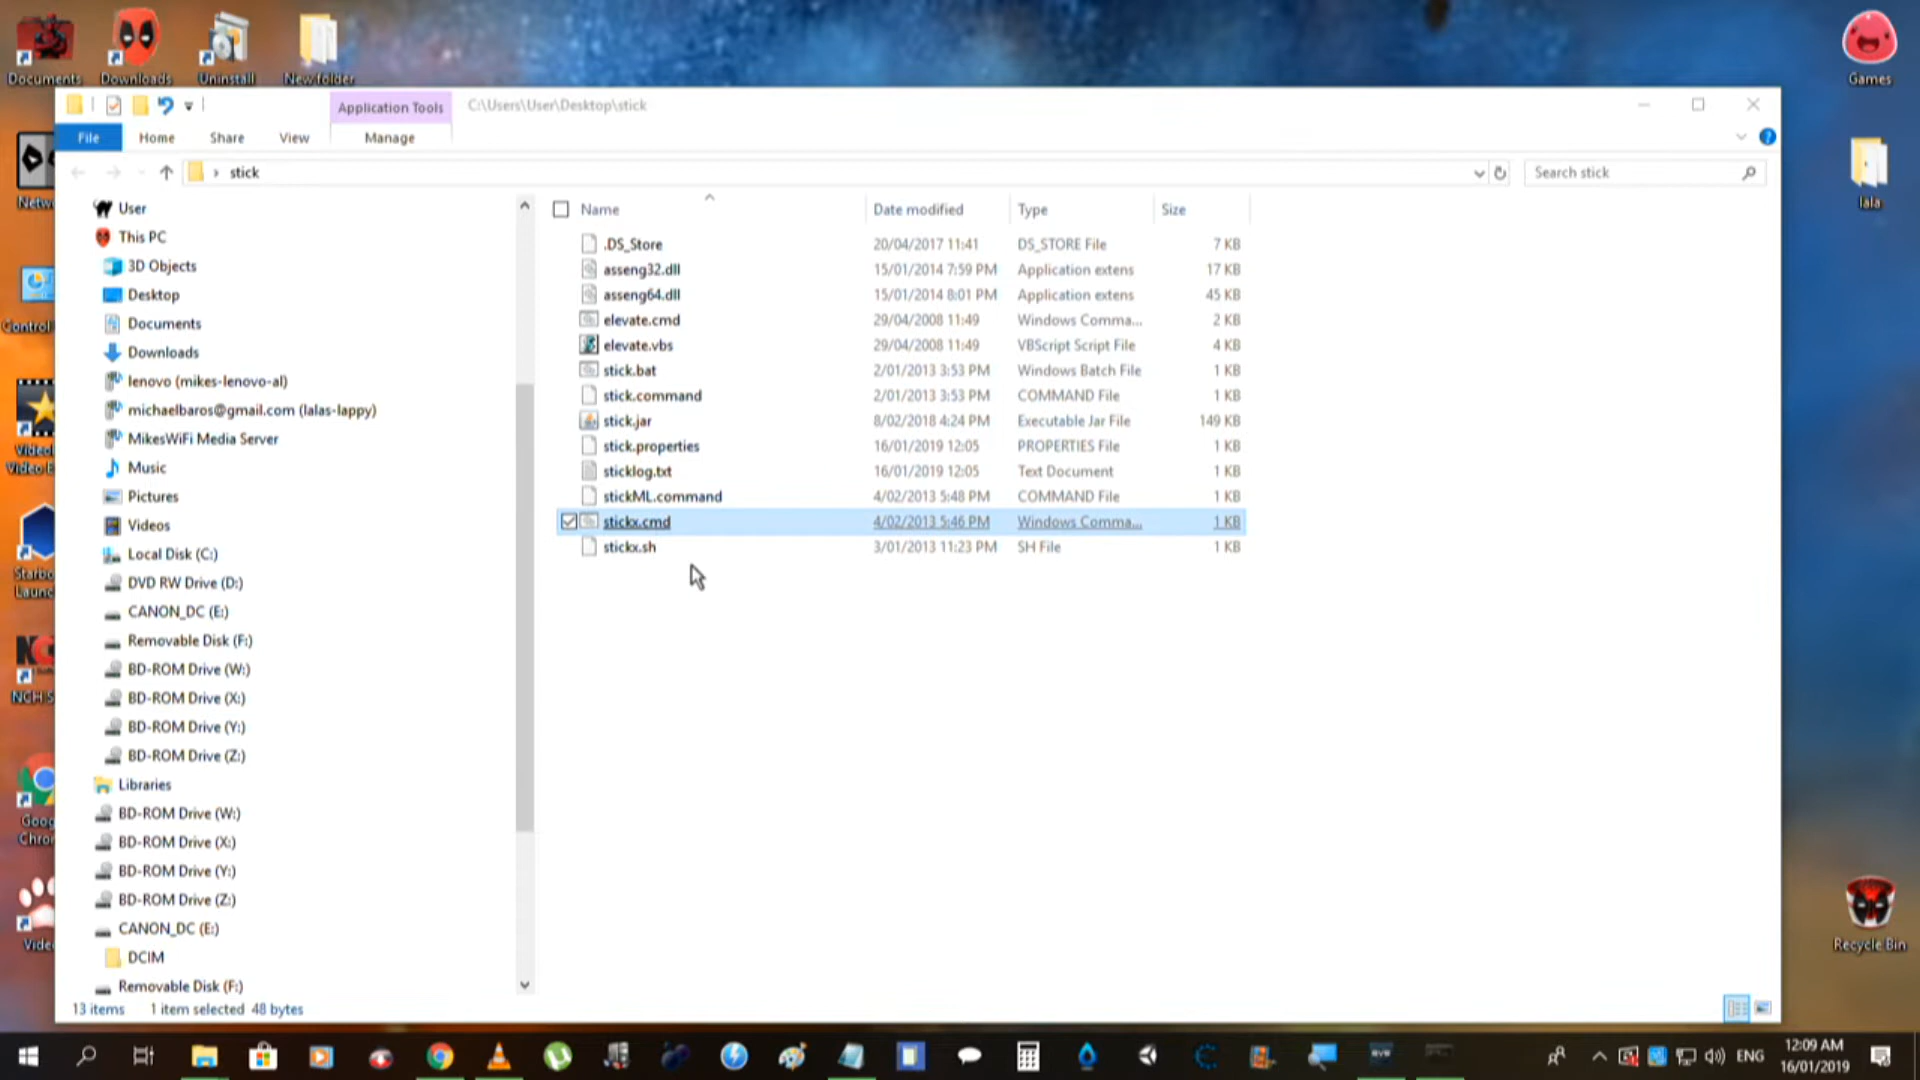 Documents
Downloads
Uninstall
New folder
Games
Application Tools
C:\Users\User\Desktop\stick
File
Home
Share
View
Manage
› stick
Search stick
Name
Date modified
Type
Size
User
This PC
3D Objects
Desktop
Documents
Downloads
lenovo (mikes-lenovo-al)
michaelbaros@gmail.com (lalas-lappy)
MikesWiFi Media Server
Music
Pictures
Videos
Local Disk (C:)
DVD RW Drive (D:)
CANON_DC (E:)
Removable Disk (F:)
BD-ROM Drive (W:)
BD-ROM Drive (X:)
BD-ROM Drive (Y:)
BD-ROM Drive (Z:)
Libraries
BD-ROM Drive (W:)
BD-ROM Drive (X:)
BD-ROM Drive (Y:)
BD-ROM Drive (Z:)
CANON_DC (E:)
DCIM
Removable Disk (F:)
.DS_Store 20/04/2017 11:41 DS_STORE File 7 KB
asseng32.dll 15/01/2014 7:59 PM Application extens 17 KB
asseng64.dll 15/01/2014 8:01 PM Application extens 45 KB
elevate.cmd 29/04/2008 11:49 Windows Comma... 2 KB
elevate.vbs 29/04/2008 11:49 VBScript Script File 4 KB
stick.bat 2/01/2013 3:53 PM Windows Batch File 1 KB
stick.command 2/01/2013 3:53 PM COMMAND File 1 KB
stick.jar 8/02/2018 4:24 PM Executable Jar File 149 KB
stick.properties 16/01/2019 12:05 PROPERTIES File 1 KB
sticklog.txt 16/01/2019 12:05 Text Document 1 KB
stickML.command 4/02/2013 5:48 PM COMMAND File 1 KB
stickx.cmd 4/02/2013 5:46 PM Windows Comma... 1 KB
stickx.sh 3/01/2013 11:23 PM SH File 1 KB
13 items 1 item selected 48 bytes
Netw
Control
Video
Video E
Starbo
Launc
NCH S
Goog
Chro
Vide
lala
Recycle Bin
ENG
12:09 AM
16/01/2019